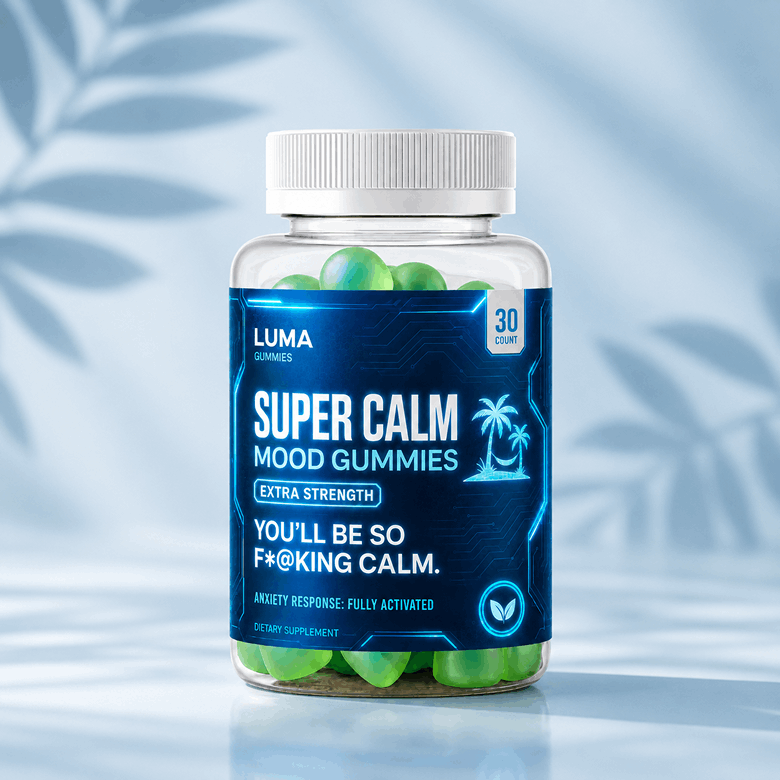 LUMA
GUMMIES
30
COUNT
SUPER CALM
MOOD GUMMIES
EXTRA STRENGTH
YOU'LL BE SO
F*@KING CALM.
ANXIETY RESPONSE: FULLY ACTIVATED
DIETARY SUPPLEMENT